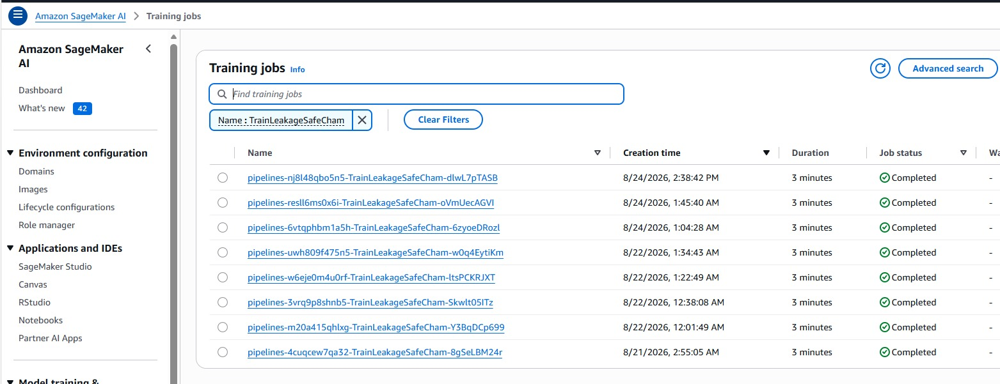 Amazon SageMaker AI > Training jobs
Amazon SageMaker
AI
Dashboard
What's new 42
Environment configuration
Domains
Images
Lifecycle configurations
Role manager
Applications and IDEs
SageMaker Studio
Canvas
RStudio
Notebooks
Partner AI Apps
Model training &
Training jobs Info
Advanced search
Find training jobs
Name : TrainLeakageSafeCham
Clear Filters
Name Creation time Duration Job status Wa
pipelines-nj8l48qbo5n5-TrainLeakageSafeCham-dlwL7pTASB 8/24/2026, 2:38:42 PM 3 minutes Completed -
pipelines-resll6ms0x6i-TrainLeakageSafeCham-oVmUecAGVI 8/24/2026, 1:45:40 AM 3 minutes Completed -
pipelines-6vtqphbm1a5h-TrainLeakageSafeCham-6zyoeDRozl 8/24/2026, 1:04:28 AM 3 minutes Completed -
pipelines-uwh809f475n5-TrainLeakageSafeCham-w0q4EytiKm 8/22/2026, 1:34:43 AM 3 minutes Completed -
pipelines-w6eje0m4u0rf-TrainLeakageSafeCham-ltsPCKRJXT 8/22/2026, 1:22:49 AM 3 minutes Completed -
pipelines-3vrq9p8shnb5-TrainLeakageSafeCham-Skwlt05ITz 8/22/2026, 12:38:08 AM 3 minutes Completed -
pipelines-m20a415qhlxg-TrainLeakageSafeCham-Y3BqDCp699 8/22/2026, 12:01:49 AM 3 minutes Completed -
pipelines-4cuqcew7qa32-TrainLeakageSafeCham-8gSeLBM24r 8/21/2026, 2:55:05 AM 3 minutes Completed -